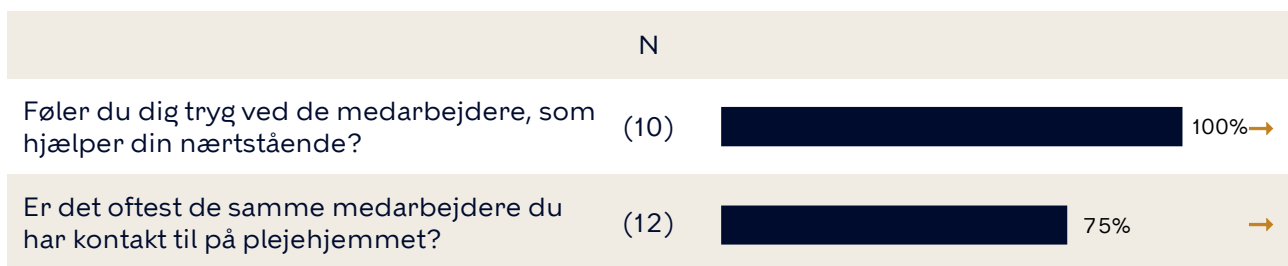 N
Føler du dig tryg ved de medarbejdere, som
hjælper din nærtstående?
(10)
100%→
Er det oftest de samme medarbejdere du
har kontakt til på plejehjemmet?
(12)
75%
→